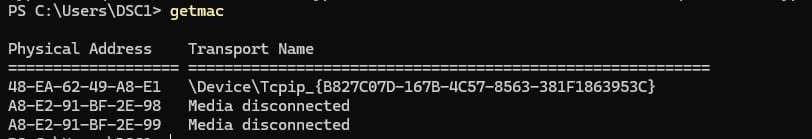 PS C:\Users\DSC1> getmac
Physical Address    Transport Name
=================== ==========================================================
48-EA-62-49-A8-E1   \Device\Tcpip_{B827C07D-167B-4C57-8563-381F1863953C}
A8-E2-91-BF-2E-98   Media disconnected
A8-E2-91-BF-2E-99   Media disconnected